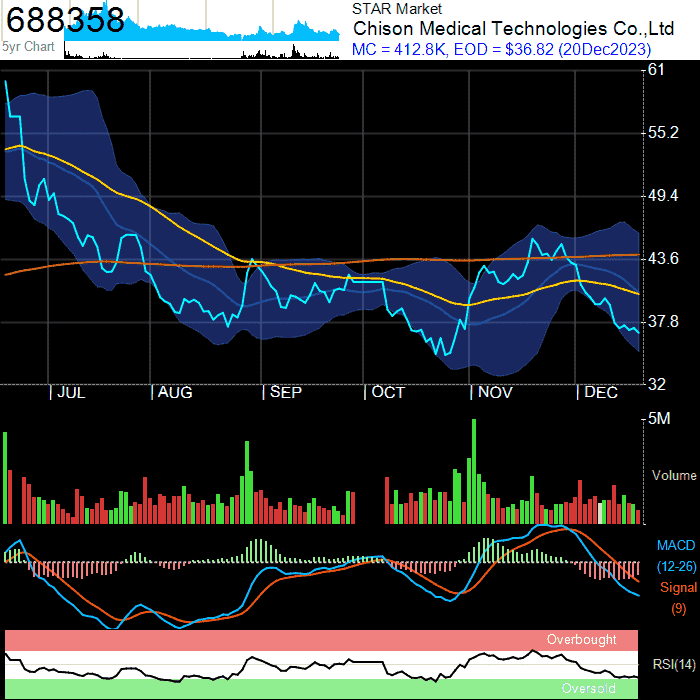 688358
5yr Chart
STAR Market
Chison Medical Technologies Co.,Ltd
MC = 412.8K, EOD = $36.82 (20Dec2023)
61
55.2
49.4
43.6
37.8
32
JUL AUG SEP OCT NOV DEC
5M
Volume
MACD
(12-26)
Signal
(9)
Overbought
RSI(14)
Oversold